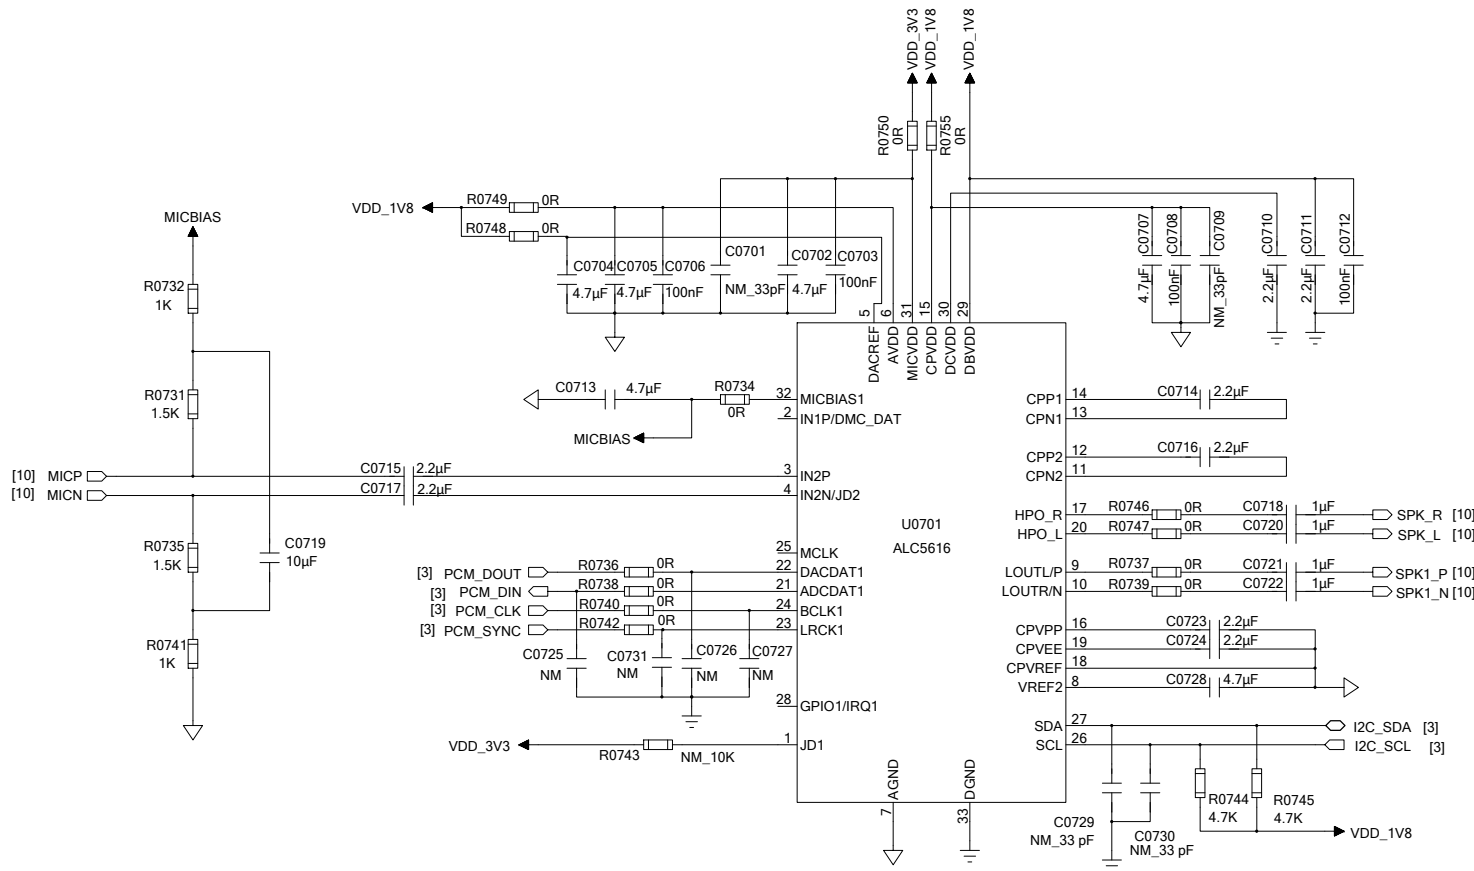 VDD_3V3
VDD_1V8
VDD_1V8
R0750
0R
R0755
0R
VDD_1V8
R0749 0R
R0748 0R
MICBIAS
R0732
1K
R0731
1.5K
C0704
4.7µF
C0705
4.7µF
C0706
100nF
C0701
NM_33pF
C0702
4.7µF
C0703
100nF
C0707
4.7µF
C0708
100nF
C0709
NM_33pF
C0710
2.2µF
C0711
2.2µF
C0712
100nF
5 6 31 15 30 29
DACREF
AVDD
MICVDD
CPVDD
DCVDD
DBVDD
C0713 4.7µF
R0734
0R
MICBIAS
32 MICBIAS1
2 IN1P/DMC_DAT
[10] MICP
[10] MICN
C0715 2.2µF
C0717 2.2µF
3 IN2P
4 IN2N/JD2
R0735
1.5K
C0719
10µF
R0741
1K
U0701
ALC5616
25 MCLK
[3] PCM_DOUT R0736 0R 22 DACDAT1
[3] PCM_DIN R0738 0R 21 ADCDAT1
[3] PCM_CLK R0740 0R 24 BCLK1
[3] PCM_SYNC R0742 0R 23 LRCK1
C0725
NM
C0731
NM
C0726
NM
C0727
NM
28 GPIO1/IRQ1
VDD_3V3 R0743 NM_10K 1 JD1
AGND
7
DGND
33
CPP1 14 C0714 2.2µF
CPN1 13
CPP2 12 C0716 2.2µF
CPN2 11
HPO_R 17 R0746 0R C0718 1µF SPK_R [10]
HPO_L 20 R0747 0R C0720 1µF SPK_L [10]
LOUTL/P 9 R0737 0R C0721 1µF SPK1_P [10]
LOUTR/N 10 R0739 0R C0722 1µF SPK1_N [10]
CPVPP 16 C0723 2.2µF
CPVEE 19 C0724 2.2µF
CPVREF 18
VREF2 8 C0728 4.7µF
SDA 27 I2C_SDA [3]
SCL 26 I2C_SCL [3]
C0729
NM_33 pF
C0730
NM_33 pF
R0744
4.7K
R0745
4.7K
VDD_1V8